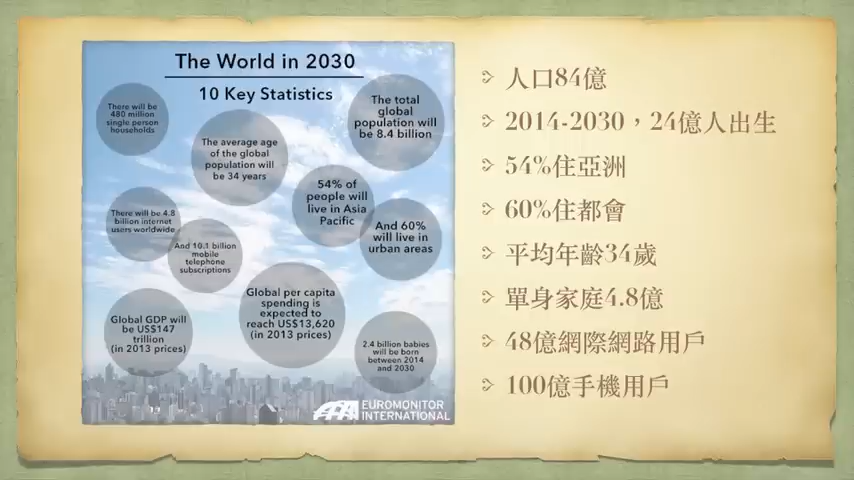 The World in 2030
10 Key Statistics
There will be
480 million
single person
households
The average age
of the global
population will
be 34 years
The total
global
population will
be 8.4 billion
54% of
people will
live in Asia
Pacific
There will be 4.8
billion internet
users worldwide
And 10.1 billion
mobile
telephone
subscriptions
And 60%
will live in
urban areas
Global GDP will
be US$147
trillion
(in 2013 prices)
Global per capita
spending is
expected to
reach US$13,620
(in 2013 prices)
2.4 billion babies
will be born
between 2014
and 2030
EUROMONITOR
INTERNATIONAL
人口84億
2014-2030，24億人出生
54%住亞洲
60%住都會
平均年齡34歲
單身家庭4.8億
48億網際網路用戶
100億手機用戶